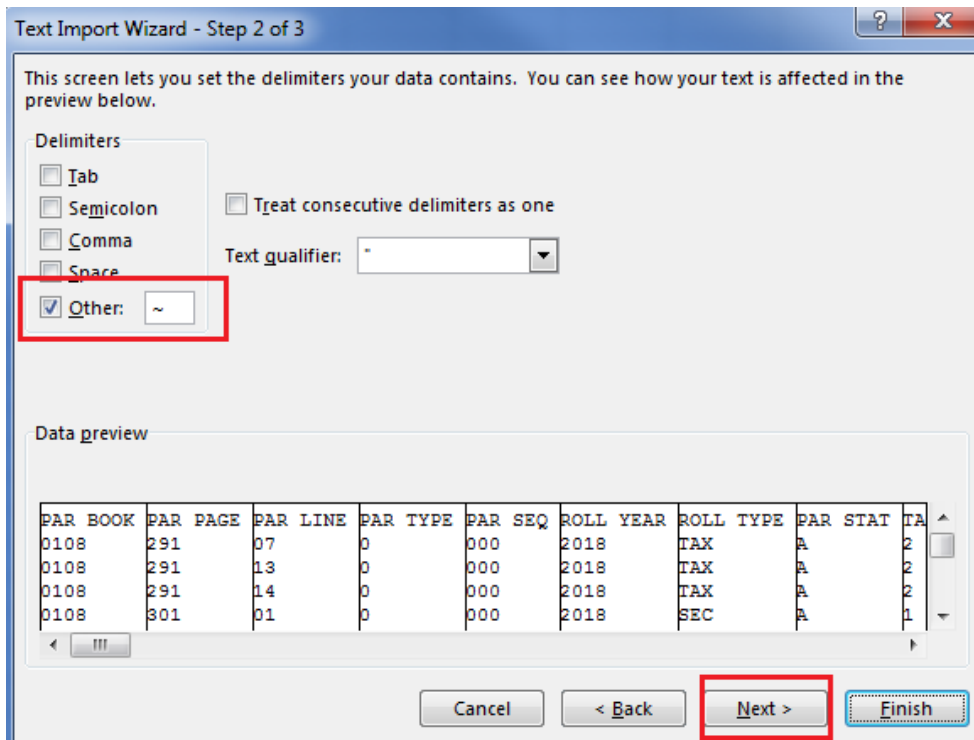 Text Import Wizard - Step 2 of 3
This screen lets you set the delimiters your data contains.  You can see how your text is affected in the
preview below.
Delimiters
Tab
Semicolon
Comma
Space
Other: ~
Treat consecutive delimiters as one
Text qualifier: "
Data preview
PAR BOOK PAR PAGE PAR LINE PAR TYPE PAR SEQ ROLL YEAR ROLL TYPE PAR STAT TA
0108 291 07 0 000 2018 TAX A 2
0108 291 13 0 000 2018 TAX A 2
0108 291 14 0 000 2018 TAX A 2
0108 301 01 0 000 2018 SEC A 1
Cancel < Back Next > Finish